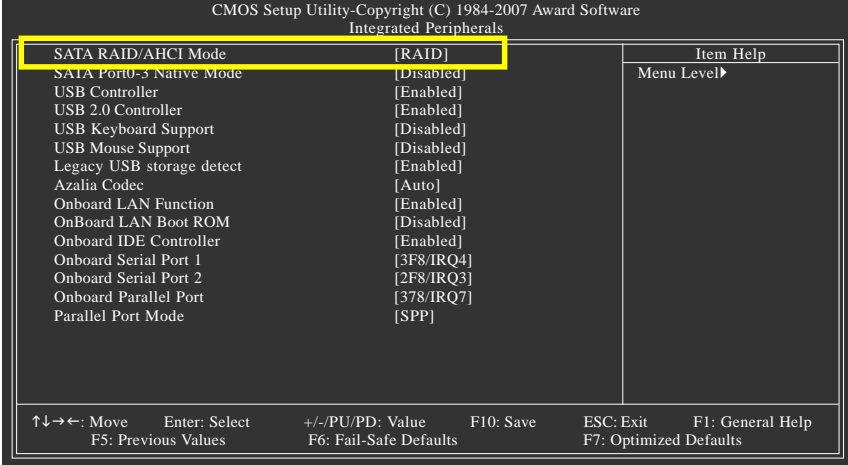 CMOS Setup Utility-Copyright (C) 1984-2007 Award Software
Integrated Peripherals
SATA RAID/AHCI Mode [RAID] Item Help
SATA Port0-3 Native Mode [Disabled] Menu Level▶
USB Controller [Enabled]
USB 2.0 Controller [Enabled]
USB Keyboard Support [Disabled]
USB Mouse Support [Disabled]
Legacy USB storage detect [Enabled]
Azalia Codec [Auto]
Onboard LAN Function [Enabled]
OnBoard LAN Boot ROM [Disabled]
Onboard IDE Controller [Enabled]
Onboard Serial Port 1 [3F8/IRQ4]
Onboard Serial Port 2 [2F8/IRQ3]
Onboard Parallel Port [378/IRQ7]
Parallel Port Mode [SPP]
↑↓→←: Move Enter: Select +/-/PU/PD: Value F10: Save ESC: Exit F1: General Help
F5: Previous Values F6: Fail-Safe Defaults F7: Optimized Defaults